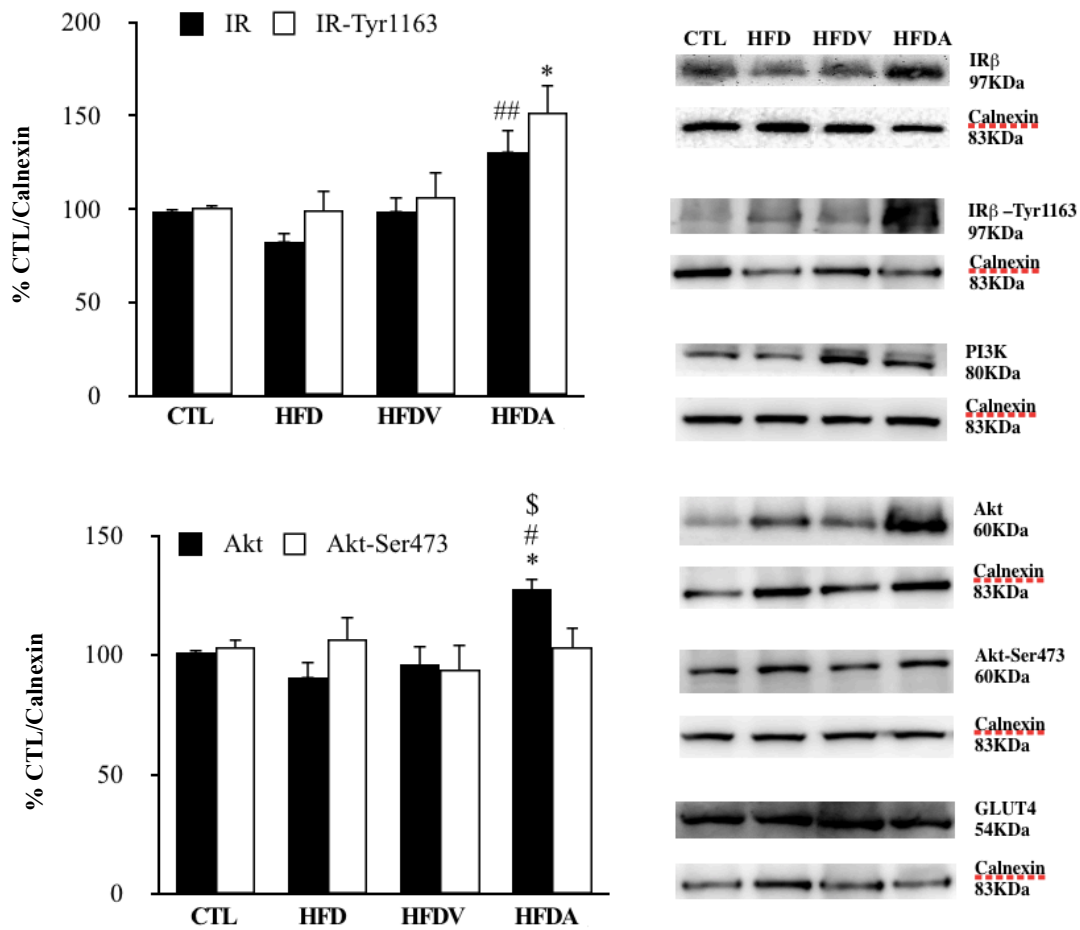 200
150
100
50
0
% CTL/Calnexin
IR IR-Tyr1163
##
*
CTL HFD HFDV HFDA
150
100
50
0
% CTL/Calnexin
Akt Akt-Ser473
$
#
*
CTL HFD HFDV HFDA
CTL HFD HFDV HFDA
IRβ
97KDa
Calnexin
83KDa
IRβ –Tyr1163
97KDa
Calnexin
83KDa
PI3K
80KDa
Calnexin
83KDa
Akt
60KDa
Calnexin
83KDa
Akt-Ser473
60KDa
Calnexin
83KDa
GLUT4
54KDa
Calnexin
83KDa